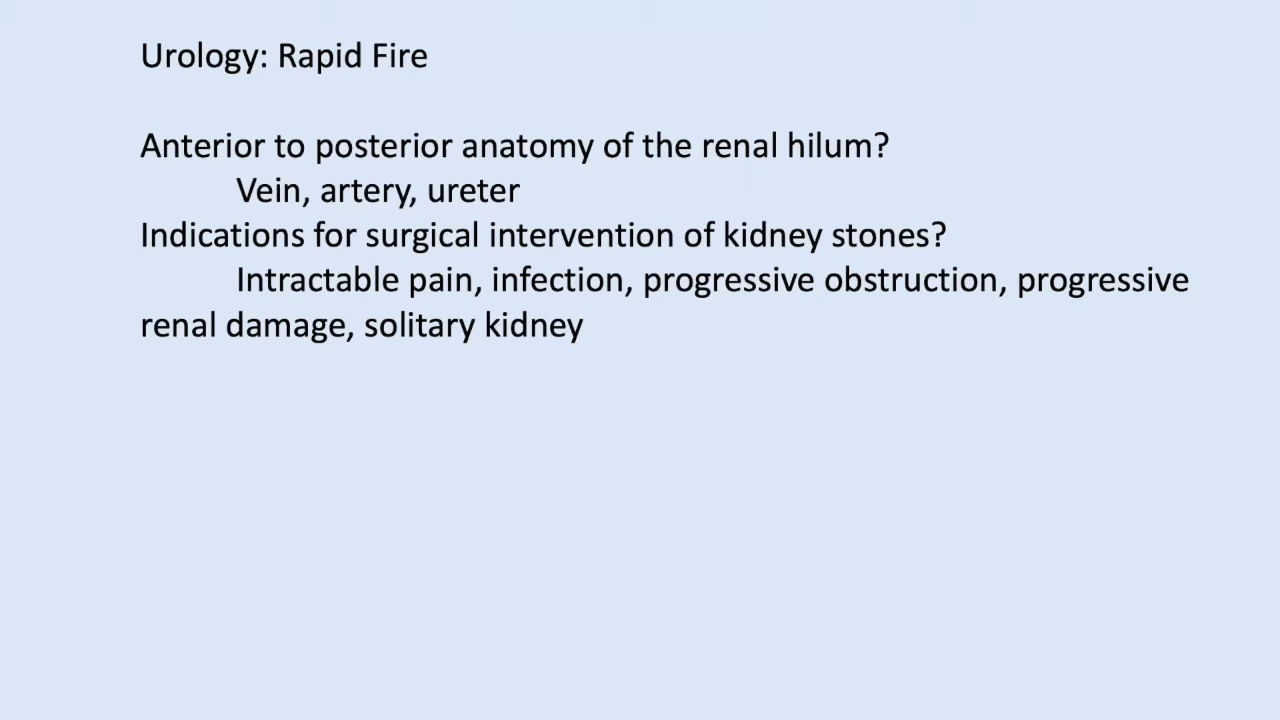 Urology: Rapid Fire
Anterior to posterior anatomy of the renal hilum?
Vein, artery, ureter
Indications for surgical intervention of kidney stones?
Intractable pain, infection, progressive obstruction, progressive
renal damage, solitary kidney